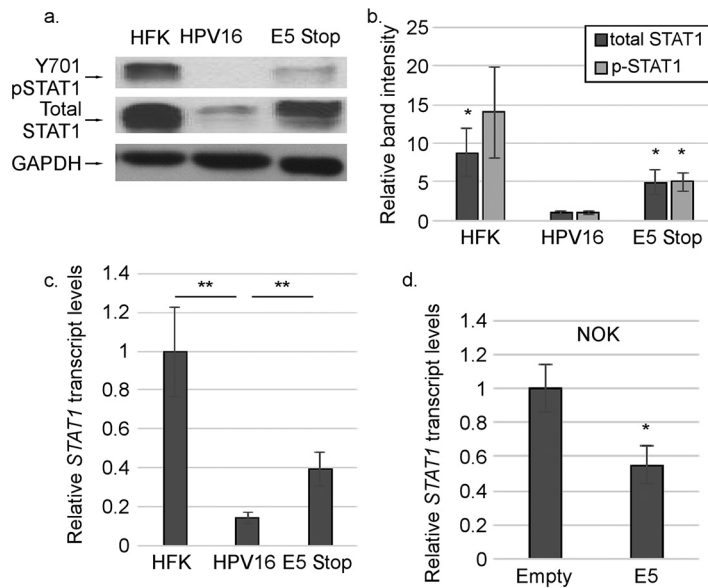 a.
HFK HPV16 E5 Stop
Y701
pSTAT1
Total
STAT1
GAPDH
b.
Relative band intensity
25
20
15
10
5
0
total STAT1
p-STAT1
*
* *
HFK HPV16 E5 Stop
c.
Relative STAT1 transcript levels
1.4
1.2
1
0.8
0.6
0.4
0.2
0
** **
HFK HPV16 E5 Stop
d.
Relative STAT1 transcript levels
1.4
1.2
1
0.8
0.6
0.4
0.2
0
NOK
*
Empty E5